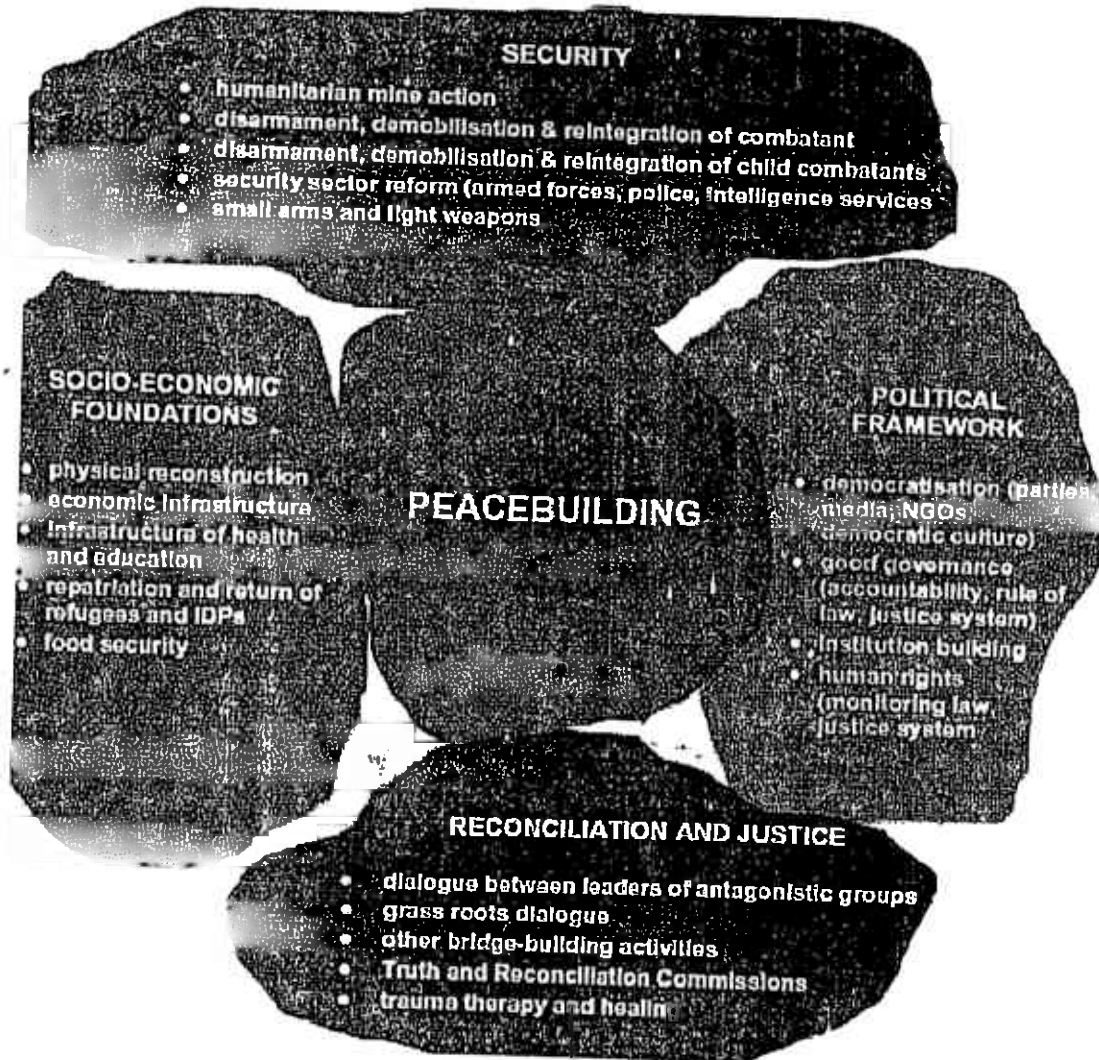 SECURITY
• humanitarian mine action
• disarmament, demobilisation & reintegration of combatant
• disarmament, demobilisation & reintegration of child combatants
• security sector reform (armed forces, police, intelligence services
• small arms and light weapons
SOCIO-ECONOMIC
FOUNDATIONS
• physical reconstruction
• economic infrastructure
• infrastructure of health
and education
• repatriation and return of
refugees and IDPs
• food security
PEACEBUILDING
POLITICAL
FRAMEWORK
• democratisation (parties,
media, NGOs
democratic culture)
• good governance
(accountability, rule of
law, justice system)
• institution building
• human rights
(monitoring law,
justice system
RECONCILIATION AND JUSTICE
• dialogue between leaders of antagonistic groups
• grass roots dialogue
• other bridge-building activities
• Truth and Reconciliation Commissions
• trauma therapy and healin